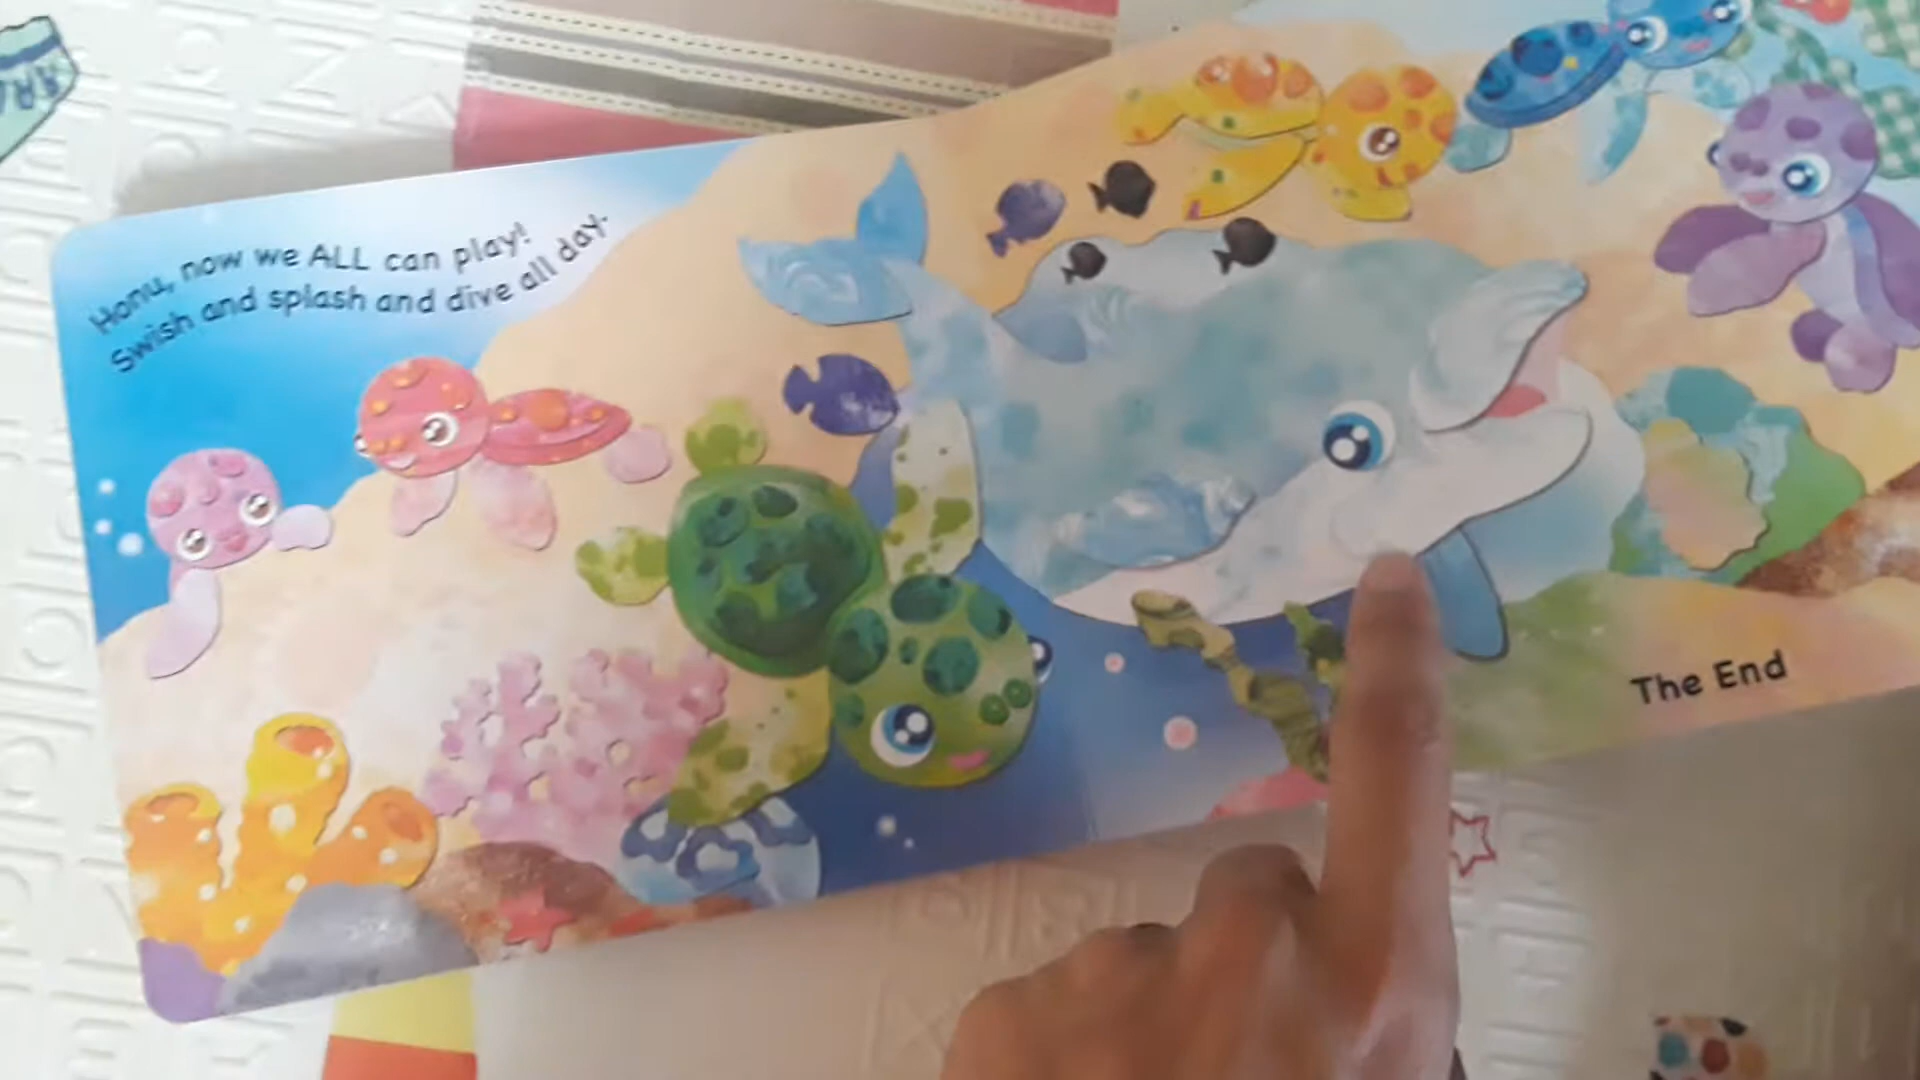 Honu, now we ALL can play!
Swish and splash and dive all day.
The End